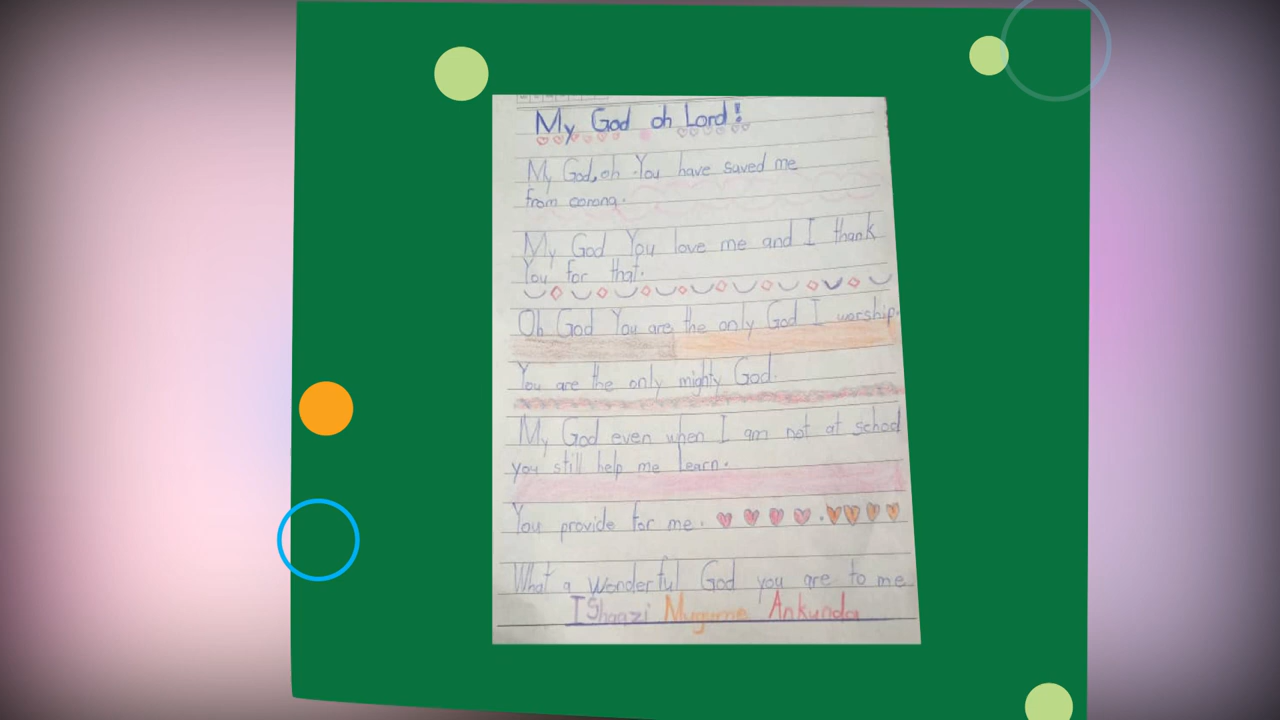 My God oh Lord!
My God, oh You have saved me
from corona.
My God You love me and I thank
You for that.
Oh God You are the only God I worship.
You are the only mighty God.
My God even when I am not at school
you still help me learn.
You provide for me.
What a wonderful God you are to me
IShaazi Mugume Ankunda